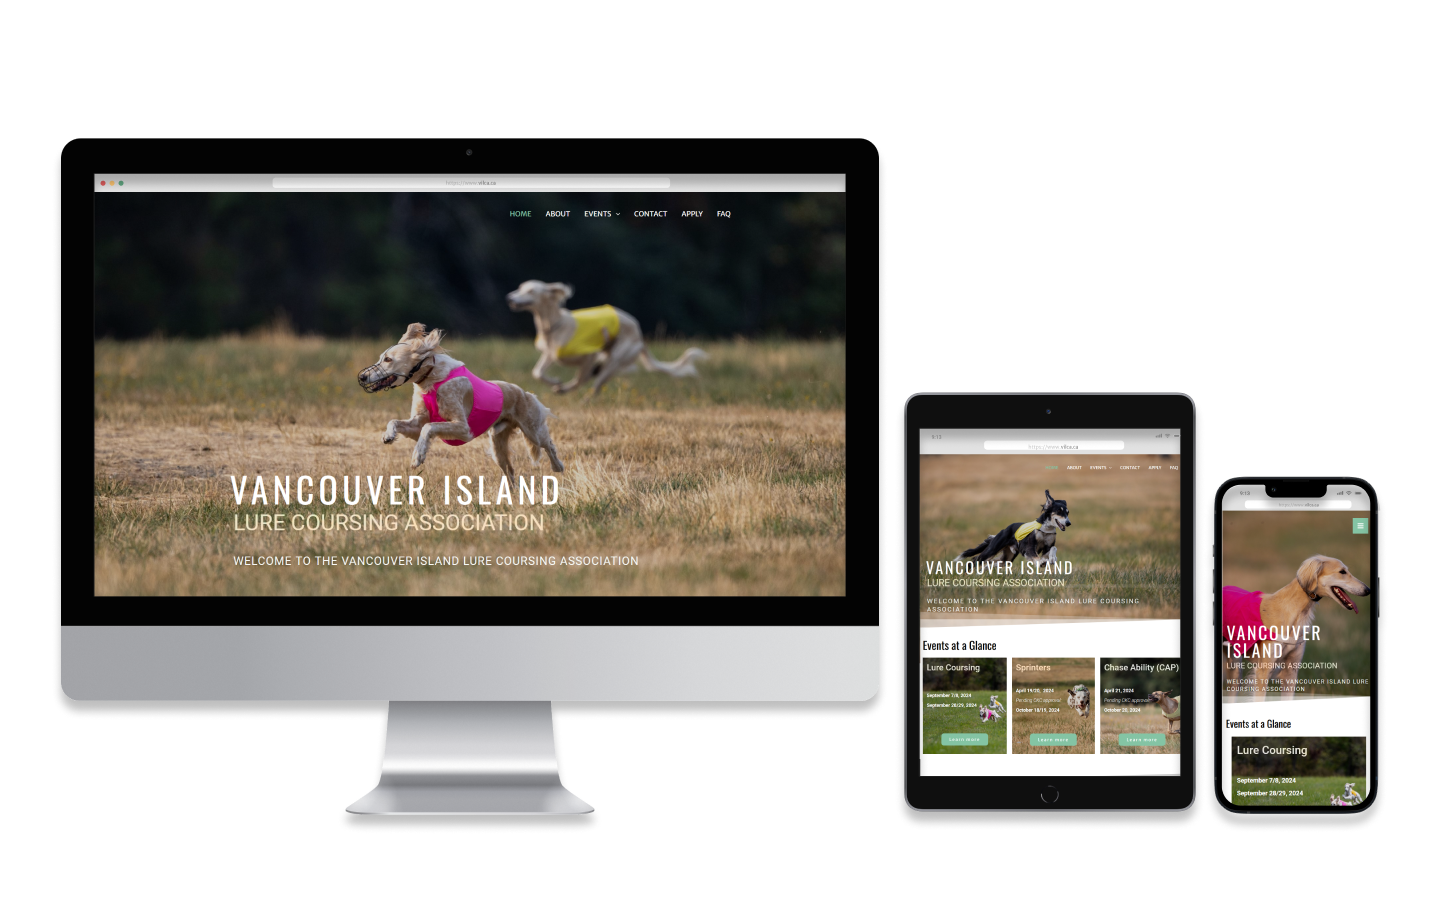 https://www.vilca.ca
HOME ABOUT EVENTS CONTACT APPLY FAQ
VANCOUVER ISLAND
LURE COURSING ASSOCIATION
WELCOME TO THE VANCOUVER ISLAND LURE COURSING ASSOCIATION
9:13
https://www.vilca.ca
HOME ABOUT EVENTS CONTACT APPLY FAQ
VANCOUVER ISLAND
LURE COURSING ASSOCIATION
WELCOME TO THE VANCOUVER ISLAND LURE COURSING
ASSOCIATION
Events at a Glance
Lure Coursing
September 7/8, 2024
September 28/29, 2024
Learn more
Sprinters
April 19/20, 2024
Pending CKC approval
October 18/19, 2024
Learn more
Chase Ability (CAP)
April 21, 2024
Pending CKC approval
October 20, 2024
Learn more
9:13
https://www.vilca.ca
VANCOUVER
ISLAND
LURE COURSING ASSOCIATION
WELCOME TO THE VANCOUVER ISLAND LURE
COURSING ASSOCIATION
Events at a Glance
Lure Coursing
September 7/8, 2024
September 28/29, 2024